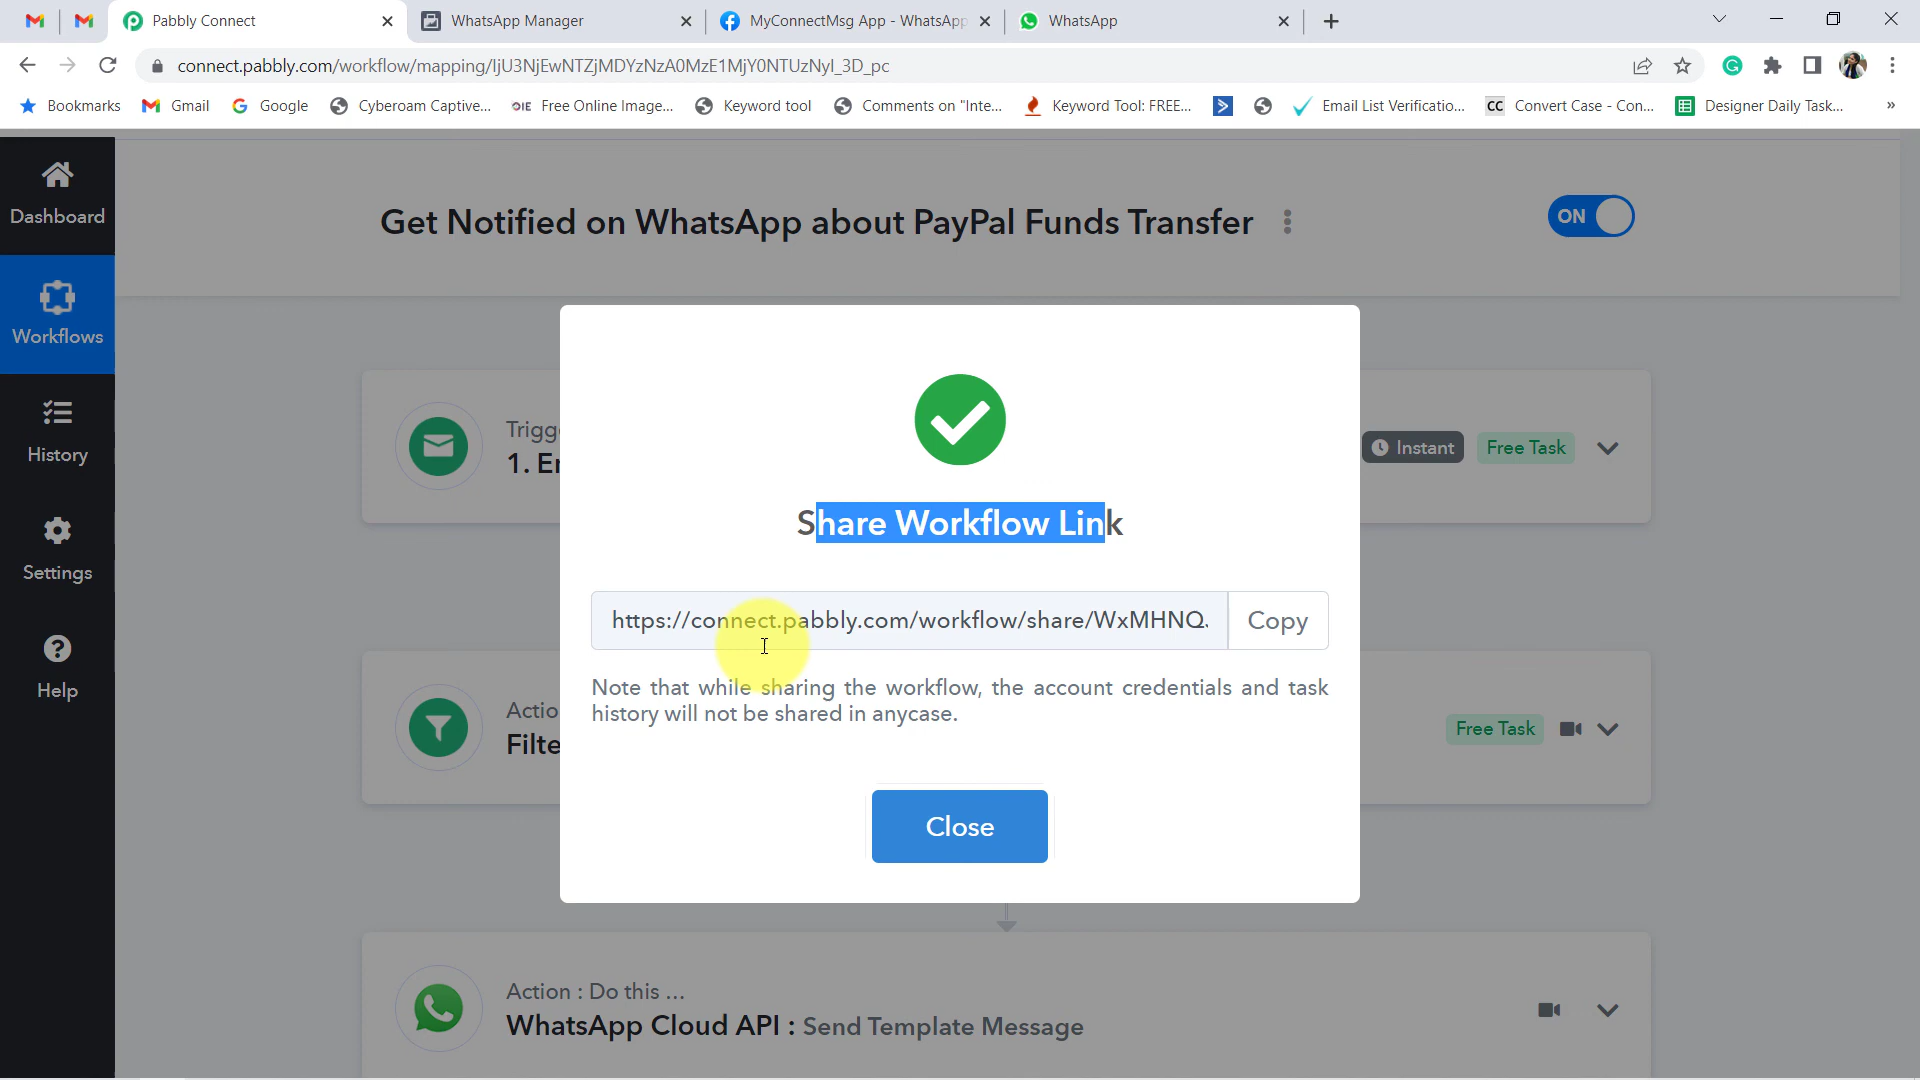 Pabbly Connect
WhatsApp Manager
MyConnectMsg App - WhatsApp
WhatsApp
connect.pabbly.com/workflow/mapping/IjU3NjEwNTZjMDYzNzA0MzE1MjY0NTUzNyI_3D_pc
Bookmarks
Gmail
Google
Cyberoam Captive...
Free Online Image...
Keyword tool
Comments on "Inte...
Keyword Tool: FREE...
Email List Verificatio...
CC
Convert Case - Con...
Designer Daily Task...
»
Dashboard
Workflows
History
Settings
Help
Get Notified on WhatsApp about PayPal Funds Transfer
ON
Trigg
1. Er
Instant
Free Task
Share Workflow Link
https://connect.pabbly.com/workflow/share/WxMHNQ
Copy
Note that while sharing the workflow, the account credentials and task
history will not be shared in anycase.
Close
Actio
Filte
Free Task
Action : Do this ...
WhatsApp Cloud API : Send Template Message